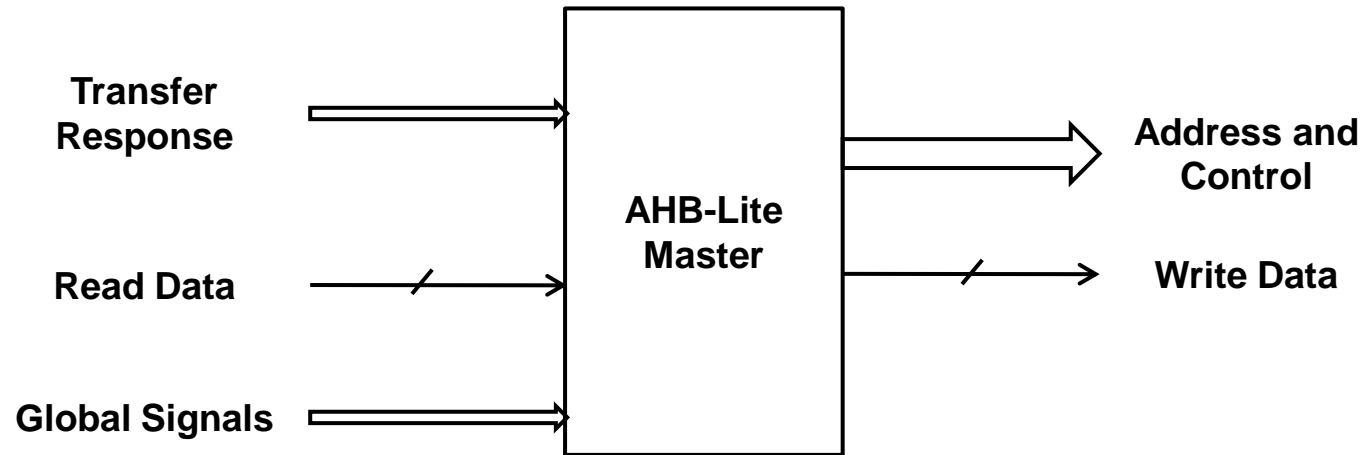 Transfer
Response
Read Data
Global Signals
AHB-Lite
Master
Address and
Control
Write Data